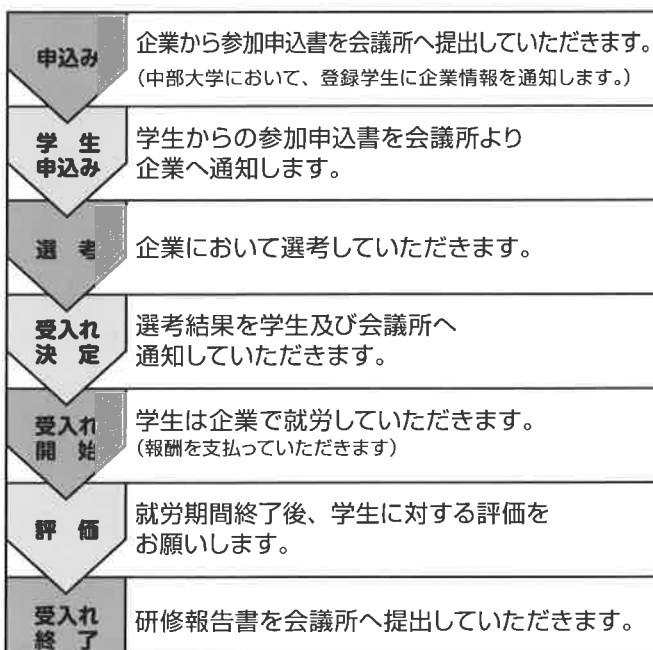 申込み
企業から参加申込書を会議所へ提出していただきます。
(中部大学において、登録学生に企業情報を通知します。)
学 生
申込み
学生からの参加申込書を会議所より
企業へ通知します。
選 考
企業において選考していただきます。
受入れ
決 定
選考結果を学生及び会議所へ
通知していただきます。
受入れ
開 始
学生は企業で就労していただきます。
(報酬を支払っていただきます)
評 価
就労期間終了後、学生に対する評価を
お願いします。
受入れ
終 了
研修報告書を会議所へ提出していただきます。